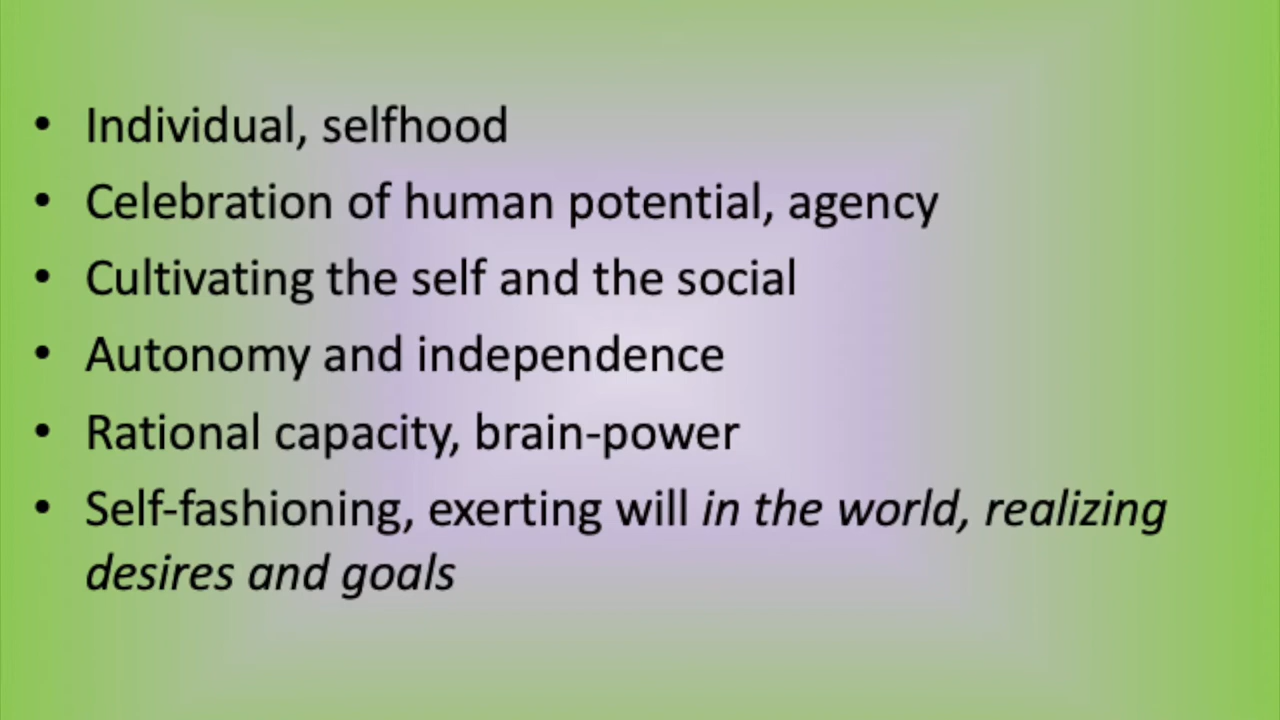 • Individual, selfhood
• Celebration of human potential, agency
• Cultivating the self and the social
• Autonomy and independence
• Rational capacity, brain-power
• Self-fashioning, exerting will in the world, realizing
desires and goals